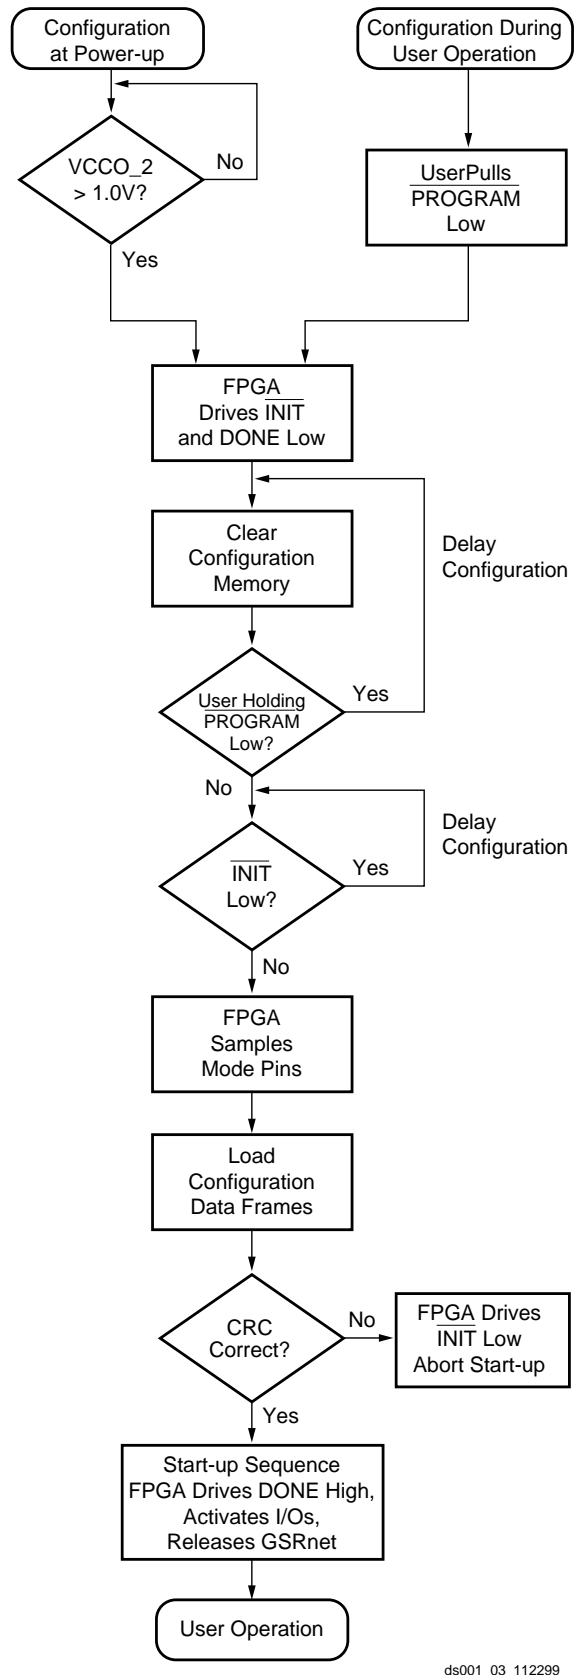 Configuration
at Power-up
Configuration During
User Operation
VCCO_2
> 1.0V?
No
Yes
UserPulls
PROGRAM
Low
FPGA
Drives INIT
and DONE Low
Clear
Configuration
Memory
Delay
Configuration
User Holding
PROGRAM
Low?
Yes
No
Delay
Configuration
INIT
Low?
Yes
No
FPGA
Samples
Mode Pins
Load
Configuration
Data Frames
CRC
Correct?
No
FPGA Drives
INIT Low
Abort Start-up
Yes
Start-up Sequence
FPGA Drives DONE High,
Activates I/Os,
Releases GSRnet
User Operation
ds001_03_112299